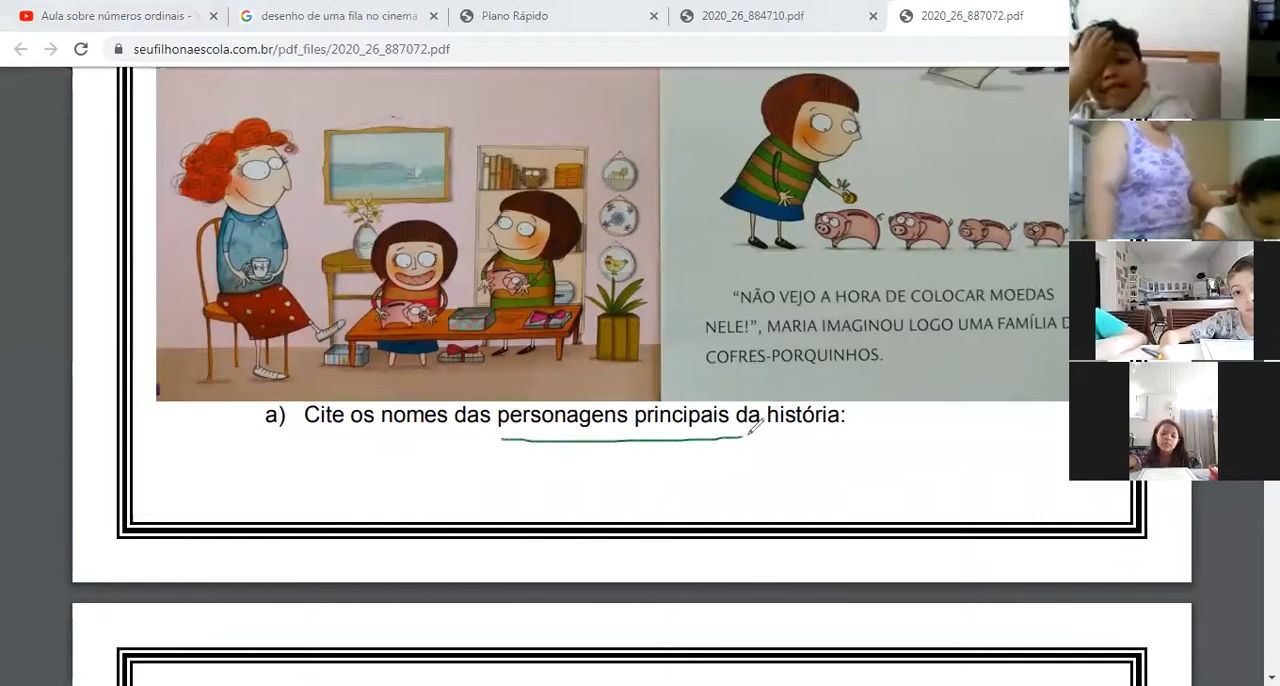 Aula sobre números ordinais -
desenho de uma fila no cinema
Plano Rápido
2020_26_884710.pdf
2020_26_887072.pdf
seufilhonaescola.com.br/pdf_files/2020_26_887072.pdf
“NÃO VEJO A HORA DE COLOCAR MOEDAS
NELE!”, MARIA IMAGINOU LOGO UMA FAMÍLIA
COFRES-PORQUINHOS.
a) Cite os nomes das personagens principais da história: